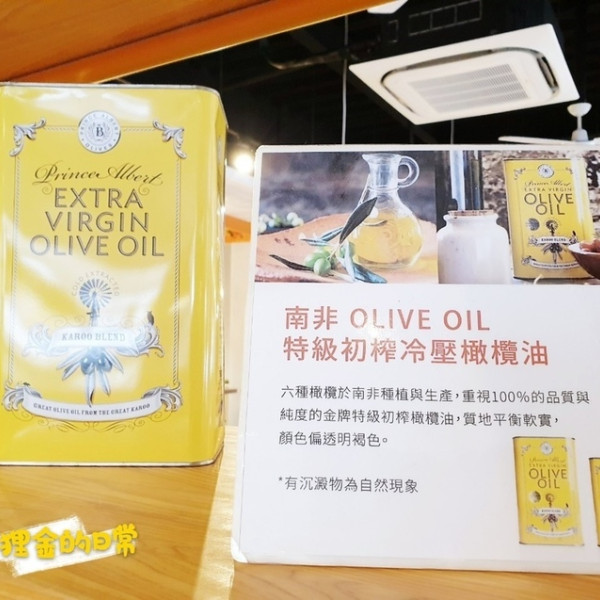 Prince Albert
EXTRA
VIRGIN
OLIVE OIL
COLD EXTRACTED
KAROO BLEND
GREAT OLIVE OIL FROM THE GREAT KAROO
Prince Albert
EXTRA VIRGIN
OLIVE
OIL
KAROO BLEND
南非 OLIVE OIL
特級初榨冷壓橄欖油
六種橄欖於南非種植與生產，重視100%的品質與
純度的金牌特級初榨橄欖油，質地平衡軟實，
顏色偏透明褐色。
*有沉澱物為自然現象
Prince Albert
EXTRA VIRGIN
OLIVE
OIL
狸金的日常